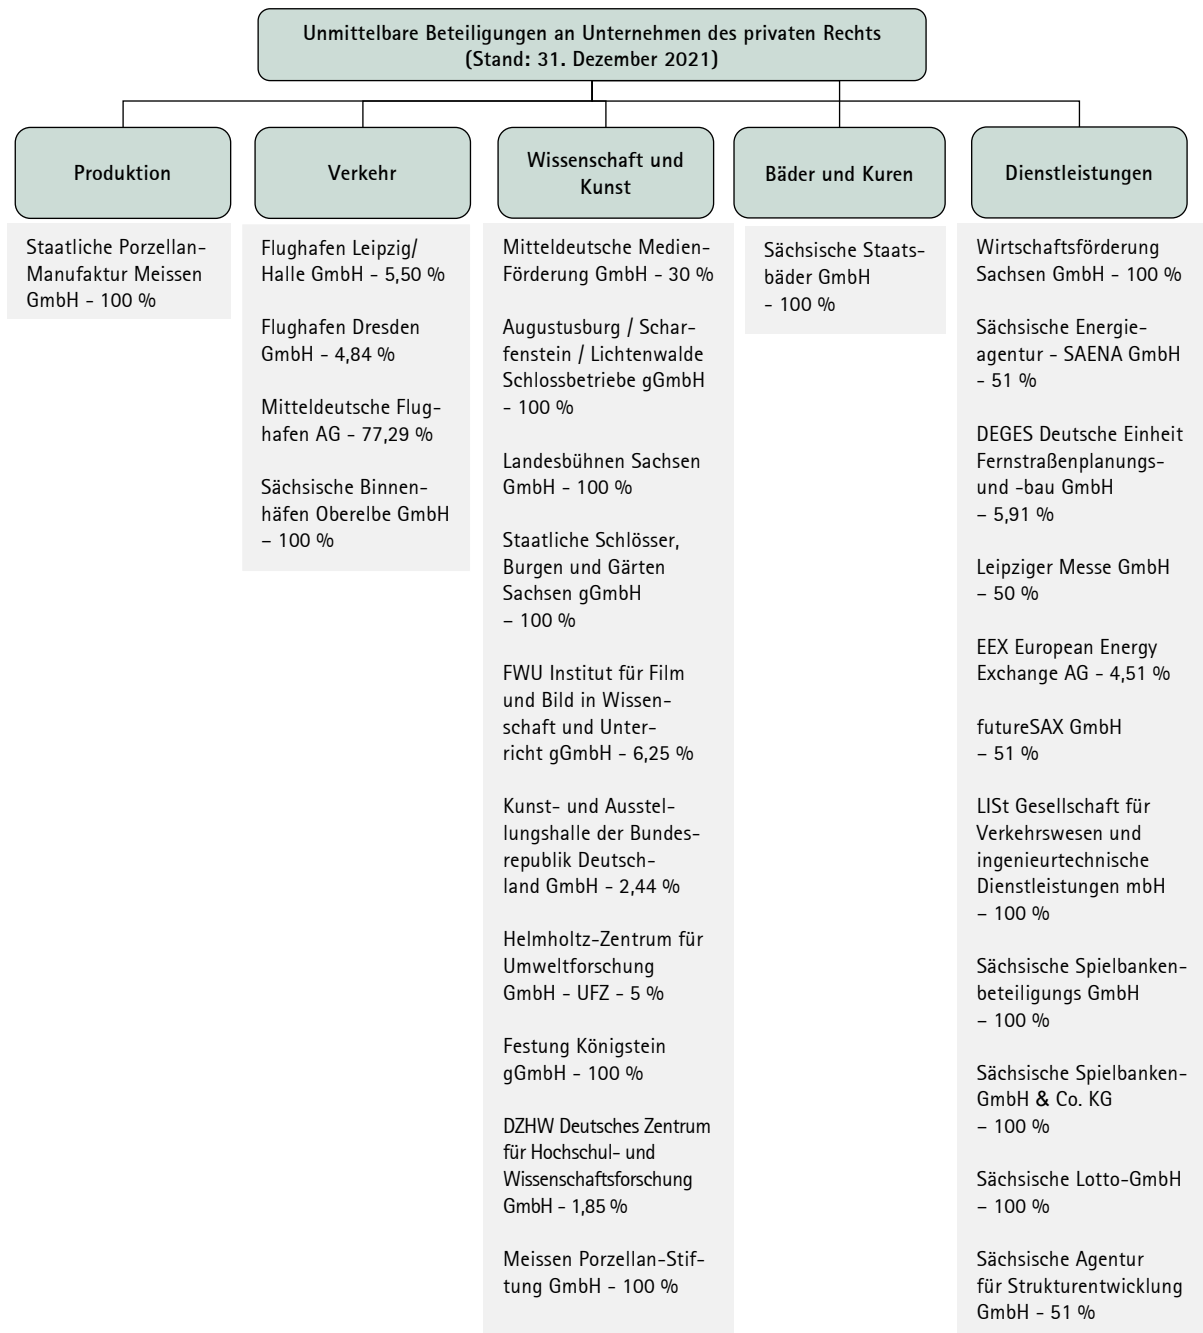 Unmittelbare Beteiligungen an Unternehmen des privaten Rechts
(Stand: 31. Dezember 2021)
Produktion
Staatliche Porzellan-
Manufaktur Meissen
GmbH - 100 %
Verkehr
Flughafen Leipzig/
Halle GmbH - 5,50 %
Flughafen Dresden
GmbH - 4,84 %
Mitteldeutsche Flug-
hafen AG - 77,29 %
Sächsische Binnen-
häfen Oberelbe GmbH
– 100 %
Wissenschaft und
Kunst
Mitteldeutsche Medien-
Förderung GmbH - 30 %
Augustusburg / Schar-
fenstein / Lichtenwalde
Schlossbetriebe gGmbH
- 100 %
Landesbühnen Sachsen
GmbH - 100 %
Staatliche Schlösser,
Burgen und Gärten
Sachsen gGmbH
– 100 %
FWU Institut für Film
und Bild in Wissen-
schaft und Unter-
richt gGmbH - 6,25 %
Kunst- und Ausstel-
lungshalle der Bundes-
republik Deutsch-
land GmbH - 2,44 %
Helmholtz-Zentrum für
Umweltforschung
GmbH - UFZ - 5 %
Festung Königstein
gGmbH - 100 %
DZHW Deutsches Zentrum
für Hochschul- und
Wissenschaftsforschung
GmbH - 1,85 %
Meissen Porzellan-Stif-
tung GmbH - 100 %
Bäder und Kuren
Sächsische Staats-
bäder GmbH
- 100 %
Dienstleistungen
Wirtschaftsförderung
Sachsen GmbH - 100 %
Sächsische Energie-
agentur - SAENA GmbH
- 51 %
DEGES Deutsche Einheit
Fernstraßenplanungs-
und -bau GmbH
– 5,91 %
Leipziger Messe GmbH
– 50 %
EEX European Energy
Exchange AG - 4,51 %
futureSAX GmbH
– 51 %
LISt Gesellschaft für
Verkehrswesen und
ingenieurtechnische
Dienstleistungen mbH
– 100 %
Sächsische Spielbanken-
beteiligungs GmbH
– 100 %
Sächsische Spielbanken-
GmbH & Co. KG
– 100 %
Sächsische Lotto-GmbH
– 100 %
Sächsische Agentur
für Strukturentwicklung
GmbH - 51 %